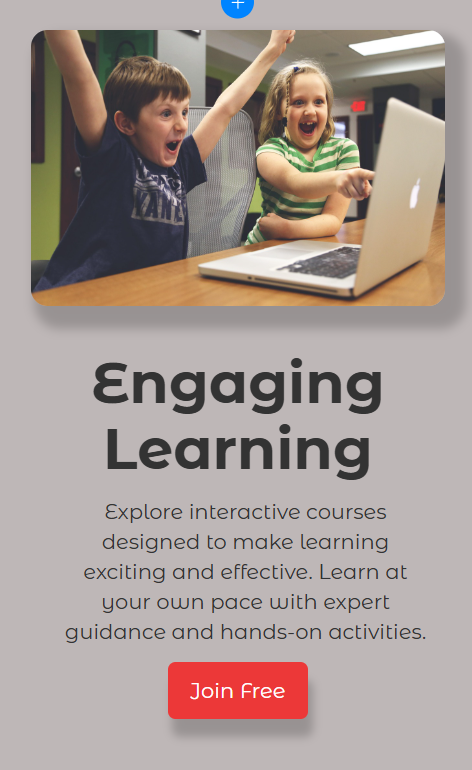 Engaging
Learning
Explore interactive courses
designed to make learning
exciting and effective. Learn at
your own pace with expert
guidance and hands-on activities.
Join Free